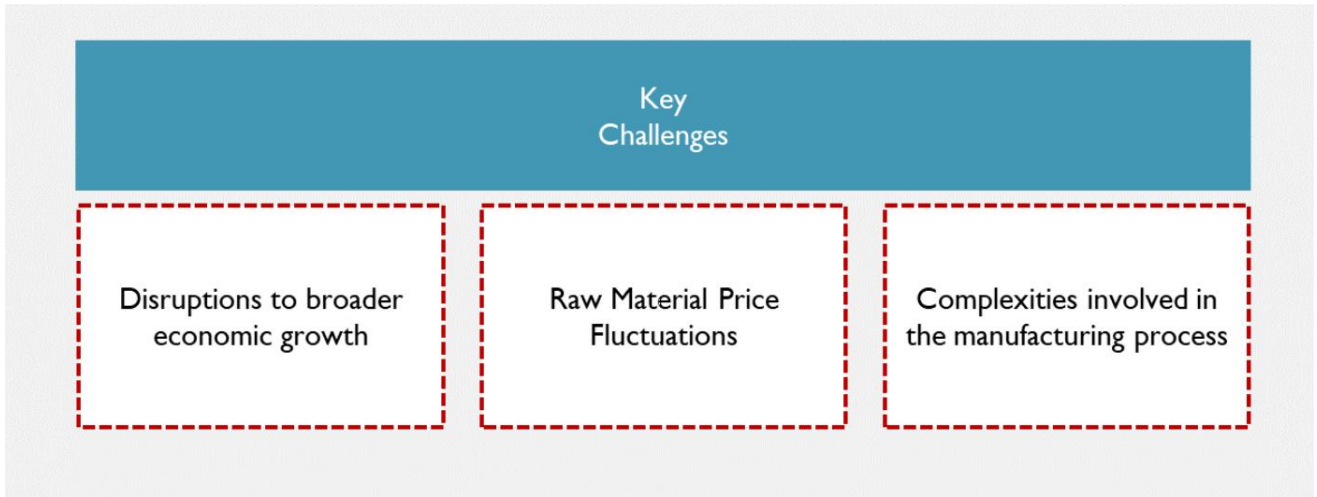 Key
Challenges
Disruptions to broader
economic growth
Raw Material Price
Fluctuations
Complexities involved in
the manufacturing process